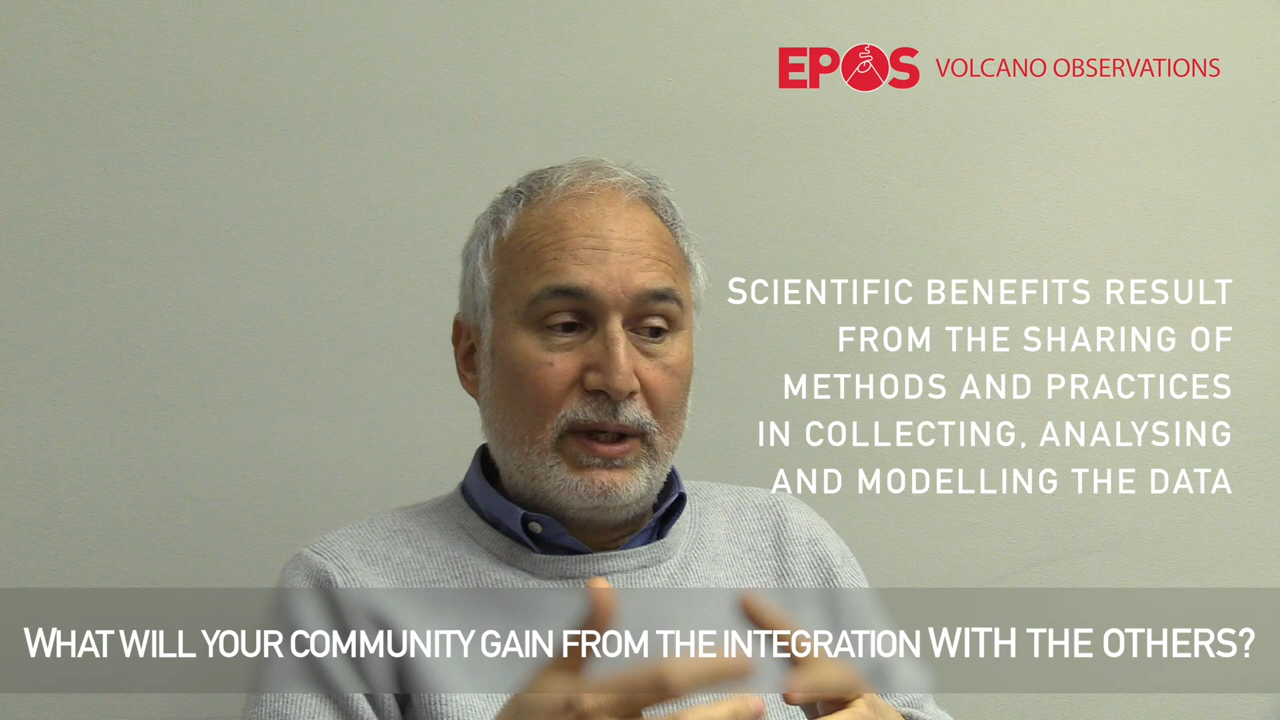 EPOS VOLCANO OBSERVATIONS
SCIENTIFIC BENEFITS RESULT
FROM THE SHARING OF
METHODS AND PRACTICES
IN COLLECTING, ANALYSING
AND MODELLING THE DATA
WHAT WILL YOUR COMMUNITY GAIN FROM THE INTEGRATION WITH THE OTHERS?